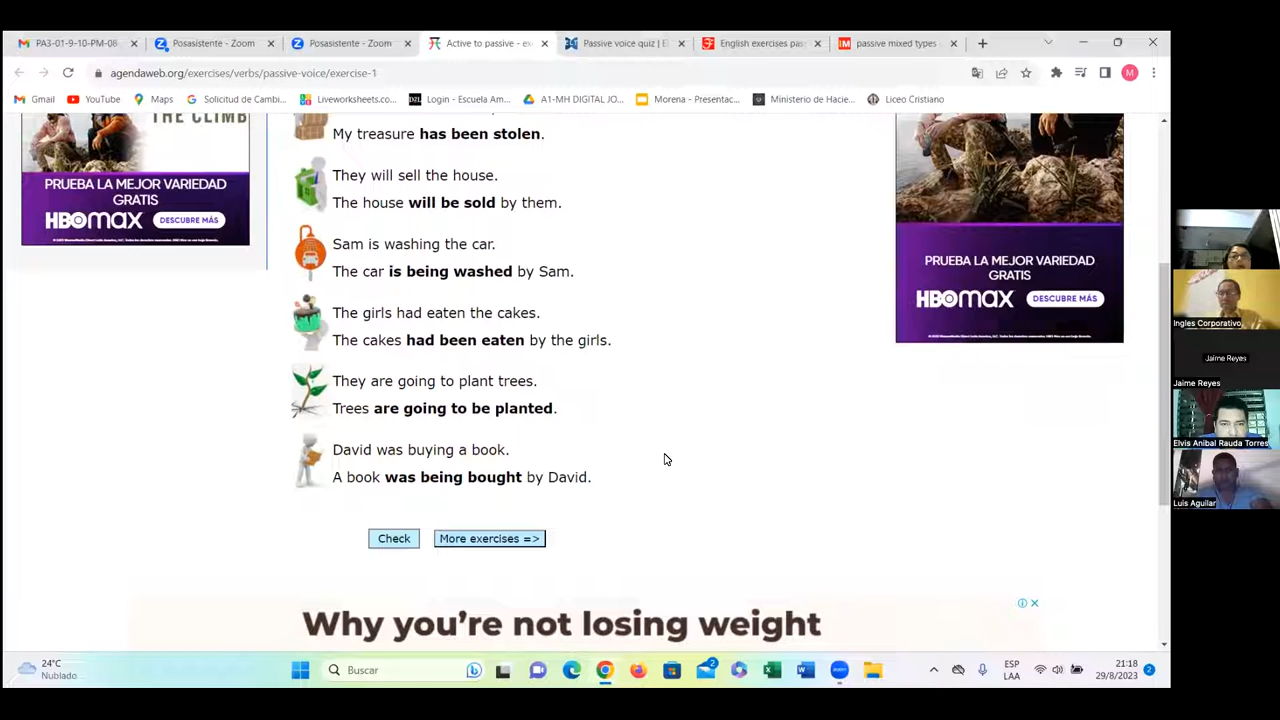 PA3-01-9-10-PM-08
Posasistente - Zoom
Posasistente - Zoom
Active to passive - ex
Passive voice quiz | El
English exercises pas
passive mixed types
agendaweb.org/exercises/verbs/passive-voice/exercise-1
M
Gmail
YouTube
Maps
Solicitud de Cambi...
Liveworksheets.co...
Login - Escuela Am...
A1-MH DIGITAL JO...
Morena - Presentac...
Ministerio de Hacie...
Liceo Cristiano
THE CLIMB
PRUEBA LA MEJOR VARIEDAD
GRATIS
HBOMAX
DESCUBRE MÁS
My treasure has been stolen.
They will sell the house.
The house will be sold by them.
Sam is washing the car.
The car is being washed by Sam.
The girls had eaten the cakes.
The cakes had been eaten by the girls.
They are going to plant trees.
Trees are going to be planted.
David was buying a book.
A book was being bought by David.
Check
More exercises =>
PRUEBA LA MEJOR VARIEDAD
GRATIS
HBOMAX
DESCUBRE MÁS
Why you're not losing weight
Ingles Corporativo,
Jaime Reyes
Jaime Reyes
Elvis Anibal Rauda Torres
Luis Aguilar
24°C
Nublado
Buscar
2
ESP
LAA
21:18
29/8/2023
2